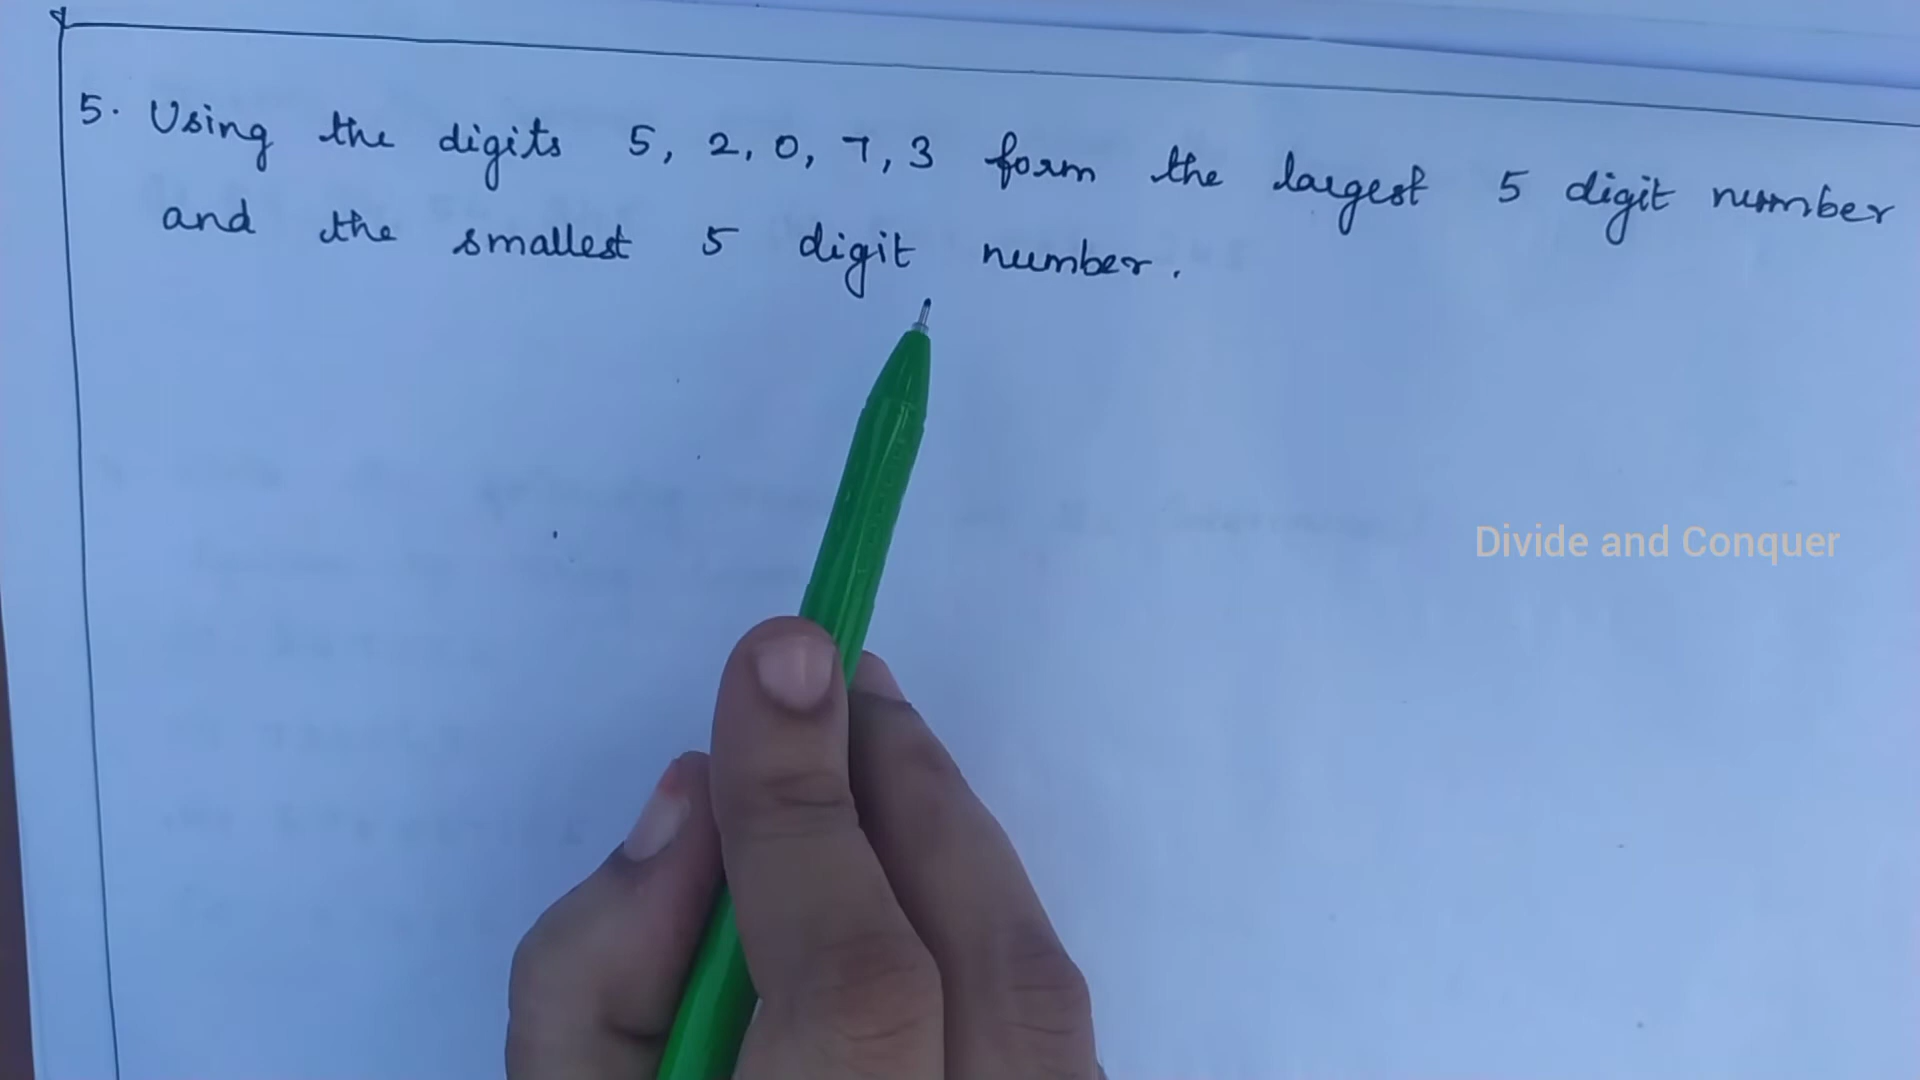 5. Using the digits 5, 2, 0, 7, 3 form the largest 5 digit number
and the smallest 5 digit number.
Divide and Conquer